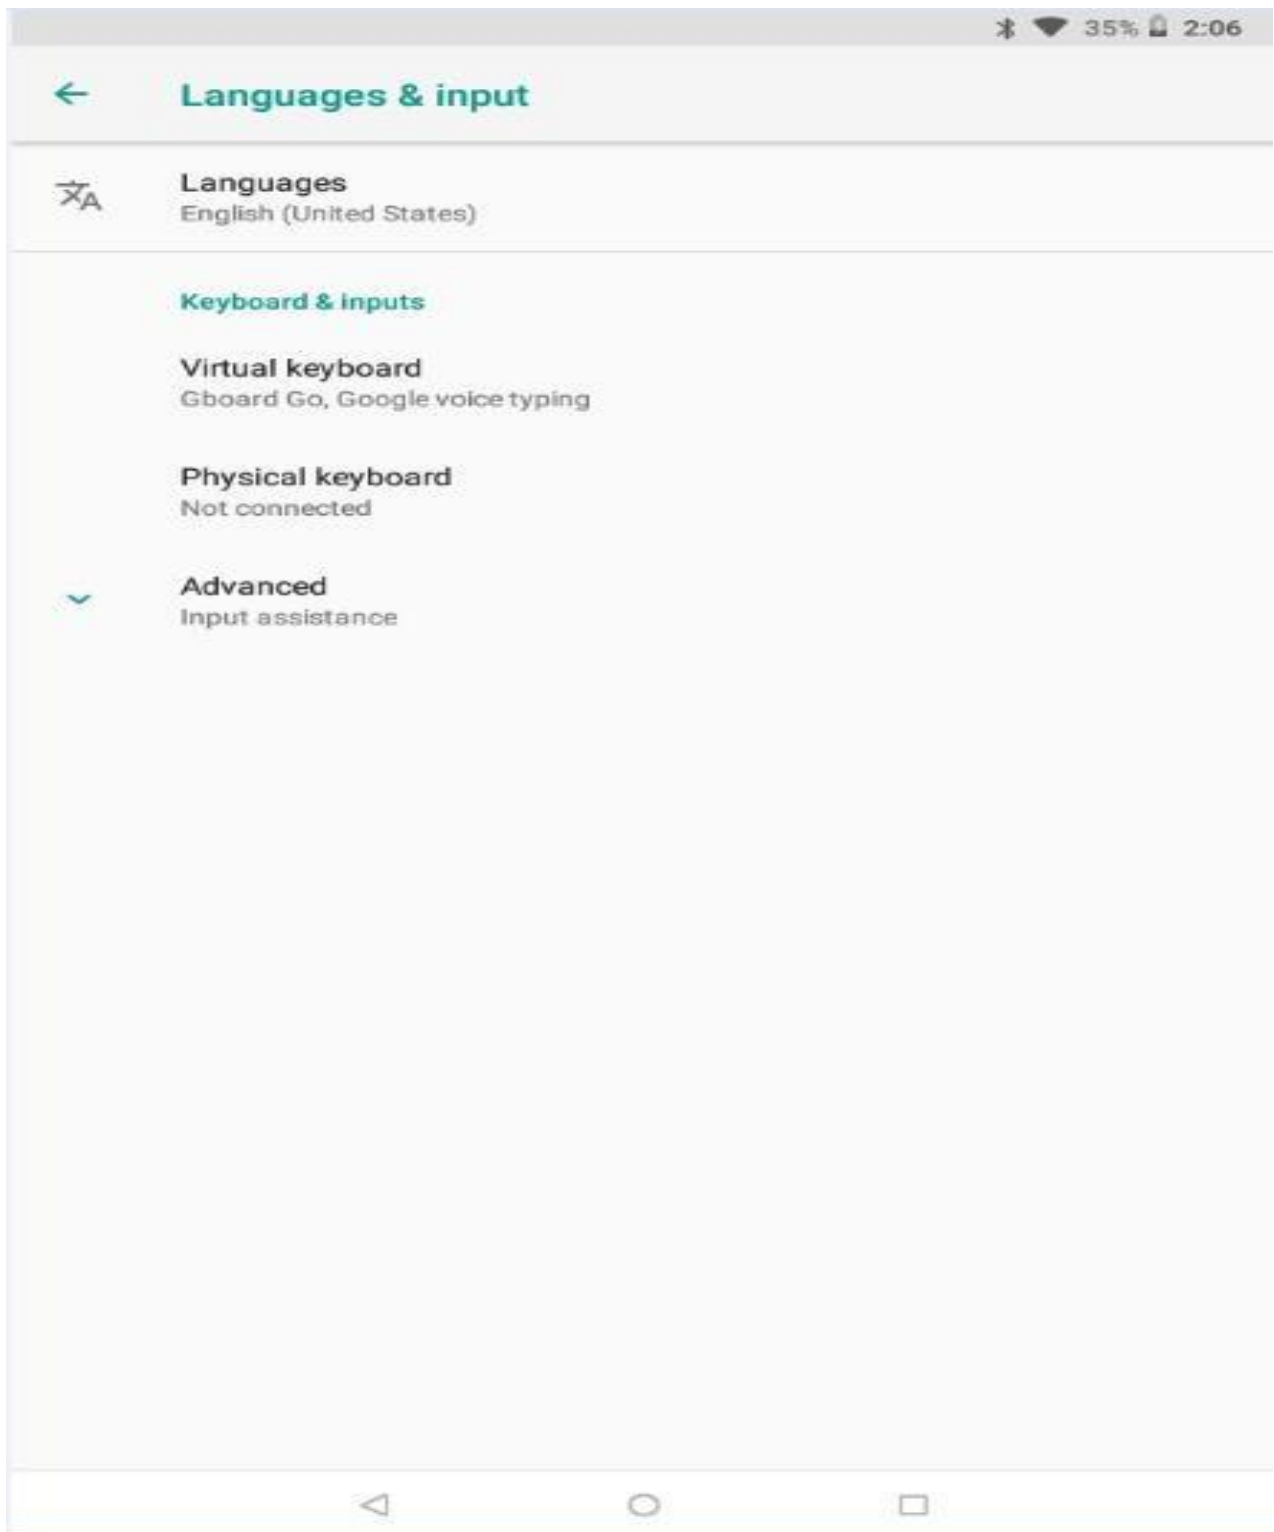 35% 2:06
Languages & input
Languages
English (United States)
Keyboard & inputs
Virtual keyboard
Gboard Go, Google voice typing
Physical keyboard
Not connected
Advanced
Input assistance